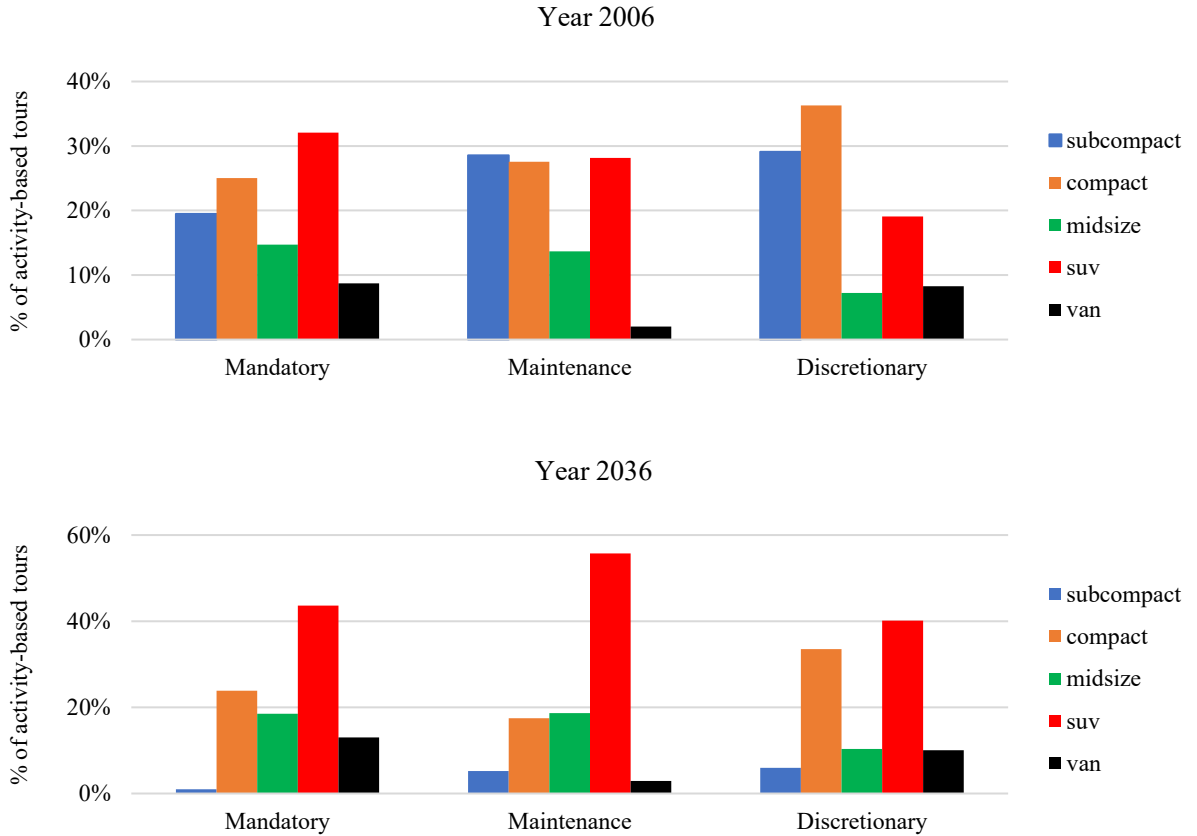 Year 2006
% of activity-based tours
40%
30%
20%
10%
0%
Mandatory
Maintenance
Discretionary
subcompact
compact
midsize
suv
van
Year 2036
% of activity-based tours
60%
40%
20%
0%
Mandatory
Maintenance
Discretionary
subcompact
compact
midsize
suv
van